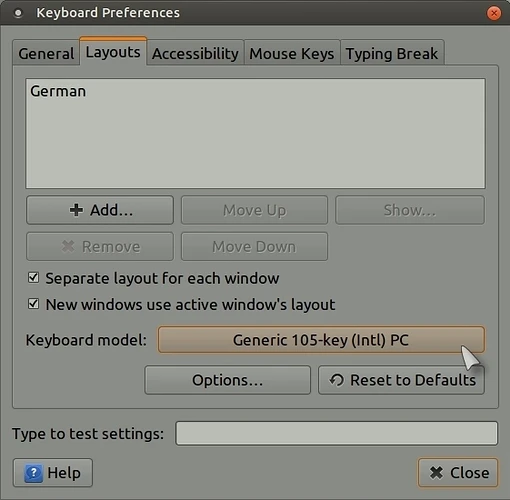 Keyboard Preferences
General Layouts Accessibility Mouse Keys Typing Break
German
Add... Move Up Show...
Remove Move Down
Separate layout for each window
New windows use active window's layout
Keyboard model: Generic 105-key (Intl) PC
Options... Reset to Defaults
Type to test settings:
Help Close